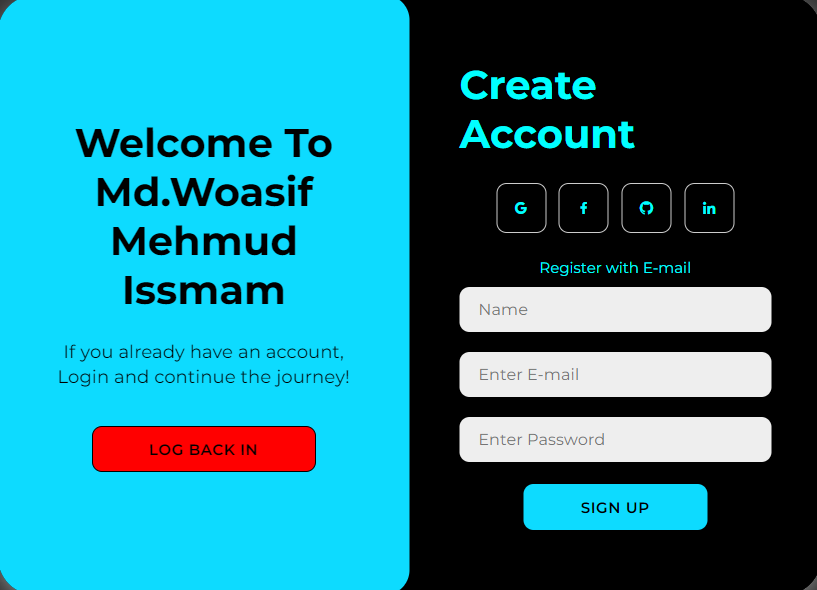 Welcome To
Md.Woasif
Mehmud
Issmam
If you already have an account,
Login and continue the journey!
LOG BACK IN
Create
Account
Register with E-mail
Name
Enter E-mail
Enter Password
SIGN UP